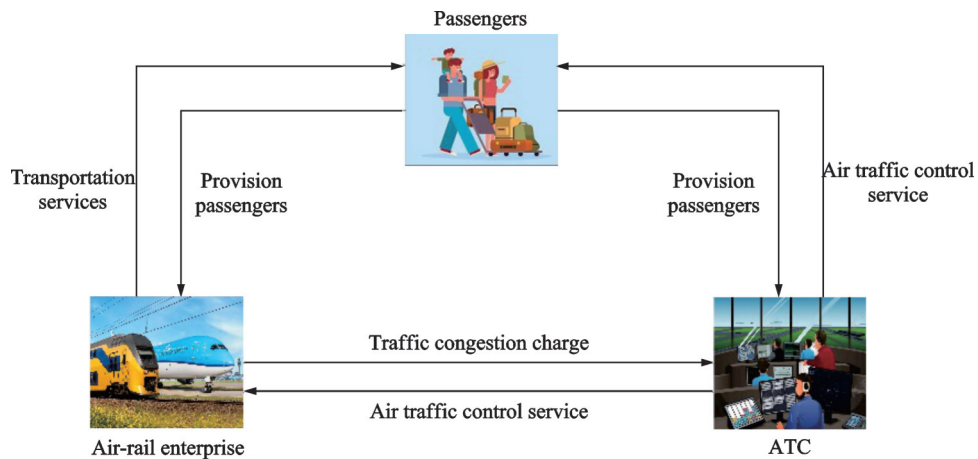 Passengers
Transportation
services
Provision
passengers
Provision
passengers
Air traffic control
service
Traffic congestion charge
Air traffic control service
Air-rail enterprise
ATC